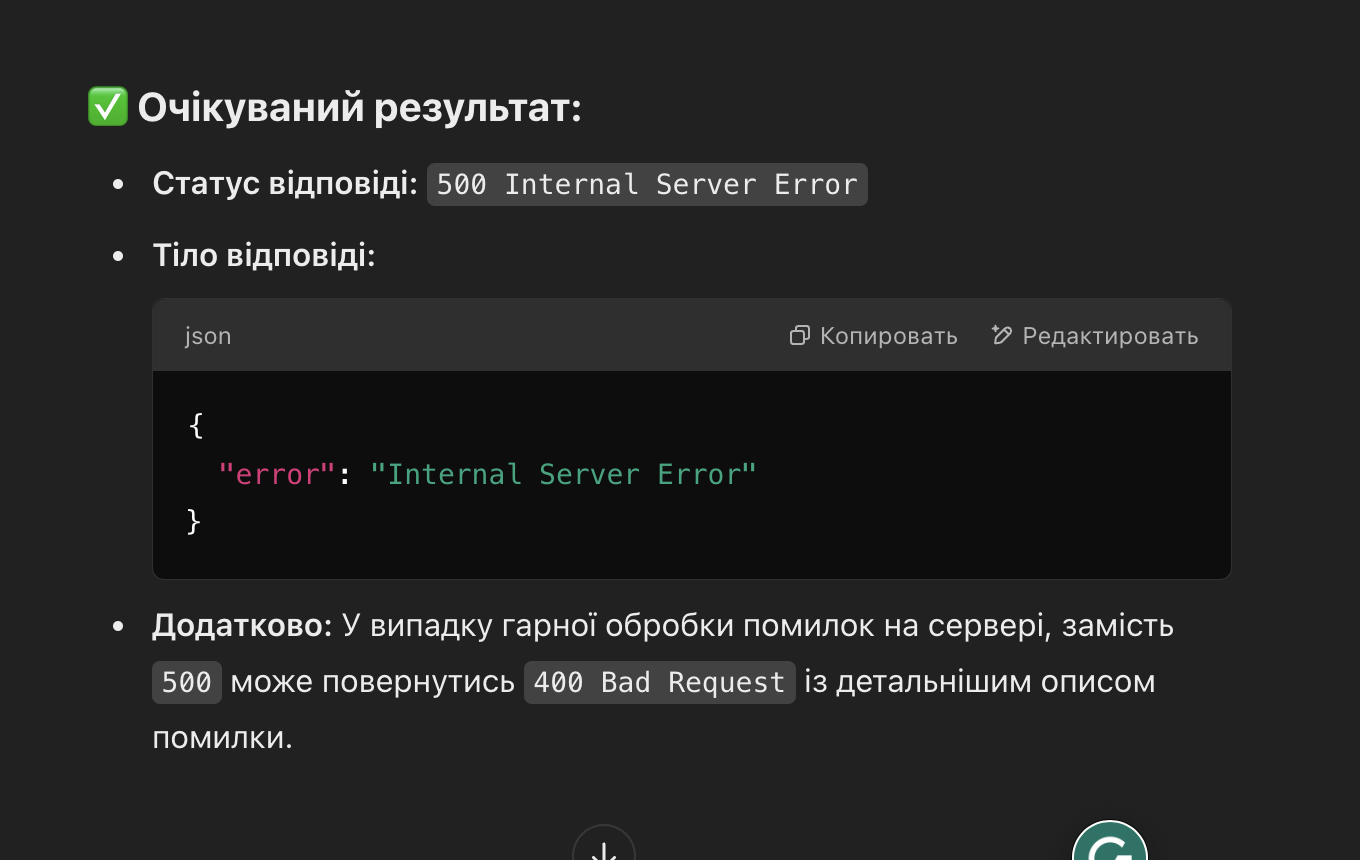 ✅ Очікуваний результат:
• Статус відповіді: 500 Internal Server Error
• Тіло відповіді:
json Копировать Редактировать
{
"error": "Internal Server Error"
}
• Додатково: У випадку гарної обробки помилок на сервері, замість
500 може повернутись 400 Bad Request із детальнішим описом
помилки.